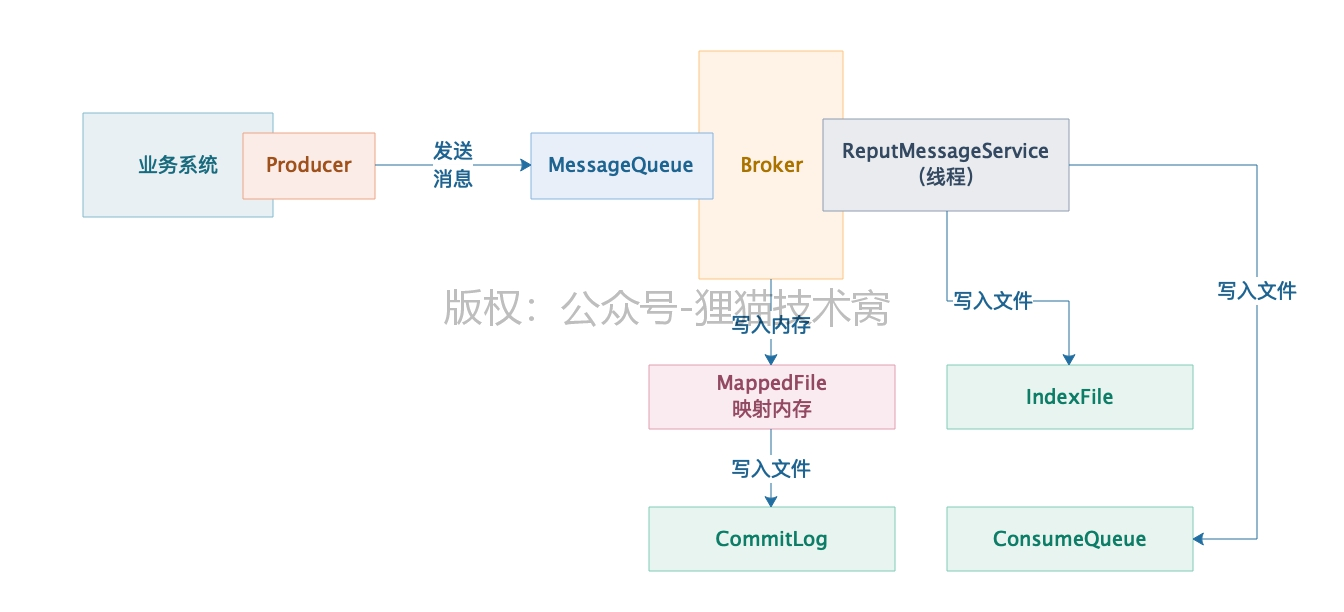 业务系统
Producer
发送
消息
MessageQueue
Broker
ReputMessageService
（线程）
版权：公众号-狸猫技术窝
写入内存
写入文件
写入文件
MappedFile
映射内存
IndexFile
写入文件
CommitLog
ConsumeQueue